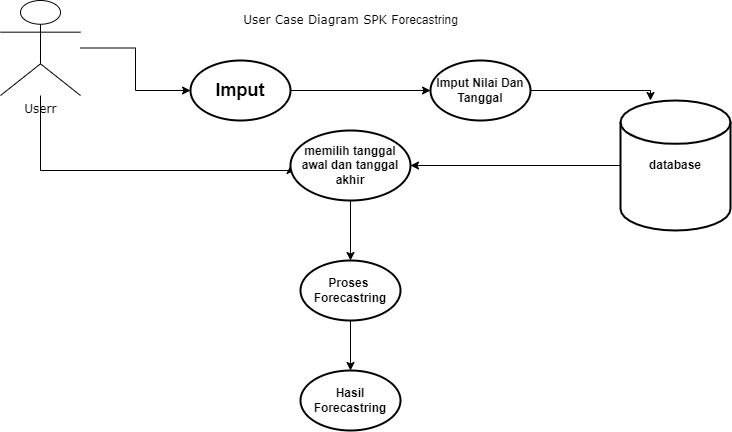 User Case Diagram SPK Forecastring
Userr
Imput
Imput Nilai Dan
Tanggal
database
memilih tanggal
awal dan tanggal
akhir
Proses
Forecastring
Hasil
Forecastring